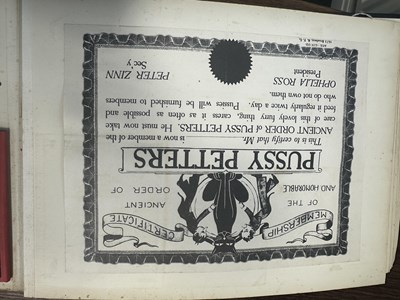 MEMBERSHIP CERTIFICATE
OF THE ANCIENT
AND HONORABLE ORDER OF
PUSSY PETTERS
This is to certify that Mr. is now a member of the
ANCIENT ORDER of PUSSY PETTERS. He must now take
care of this lovely furry thing, caress it as often as possible and
feed it regularly twice a day. Pussies will be furnished to members
who do not own them.
OPHELIA ROSS PETER ZINN
President Sec'y